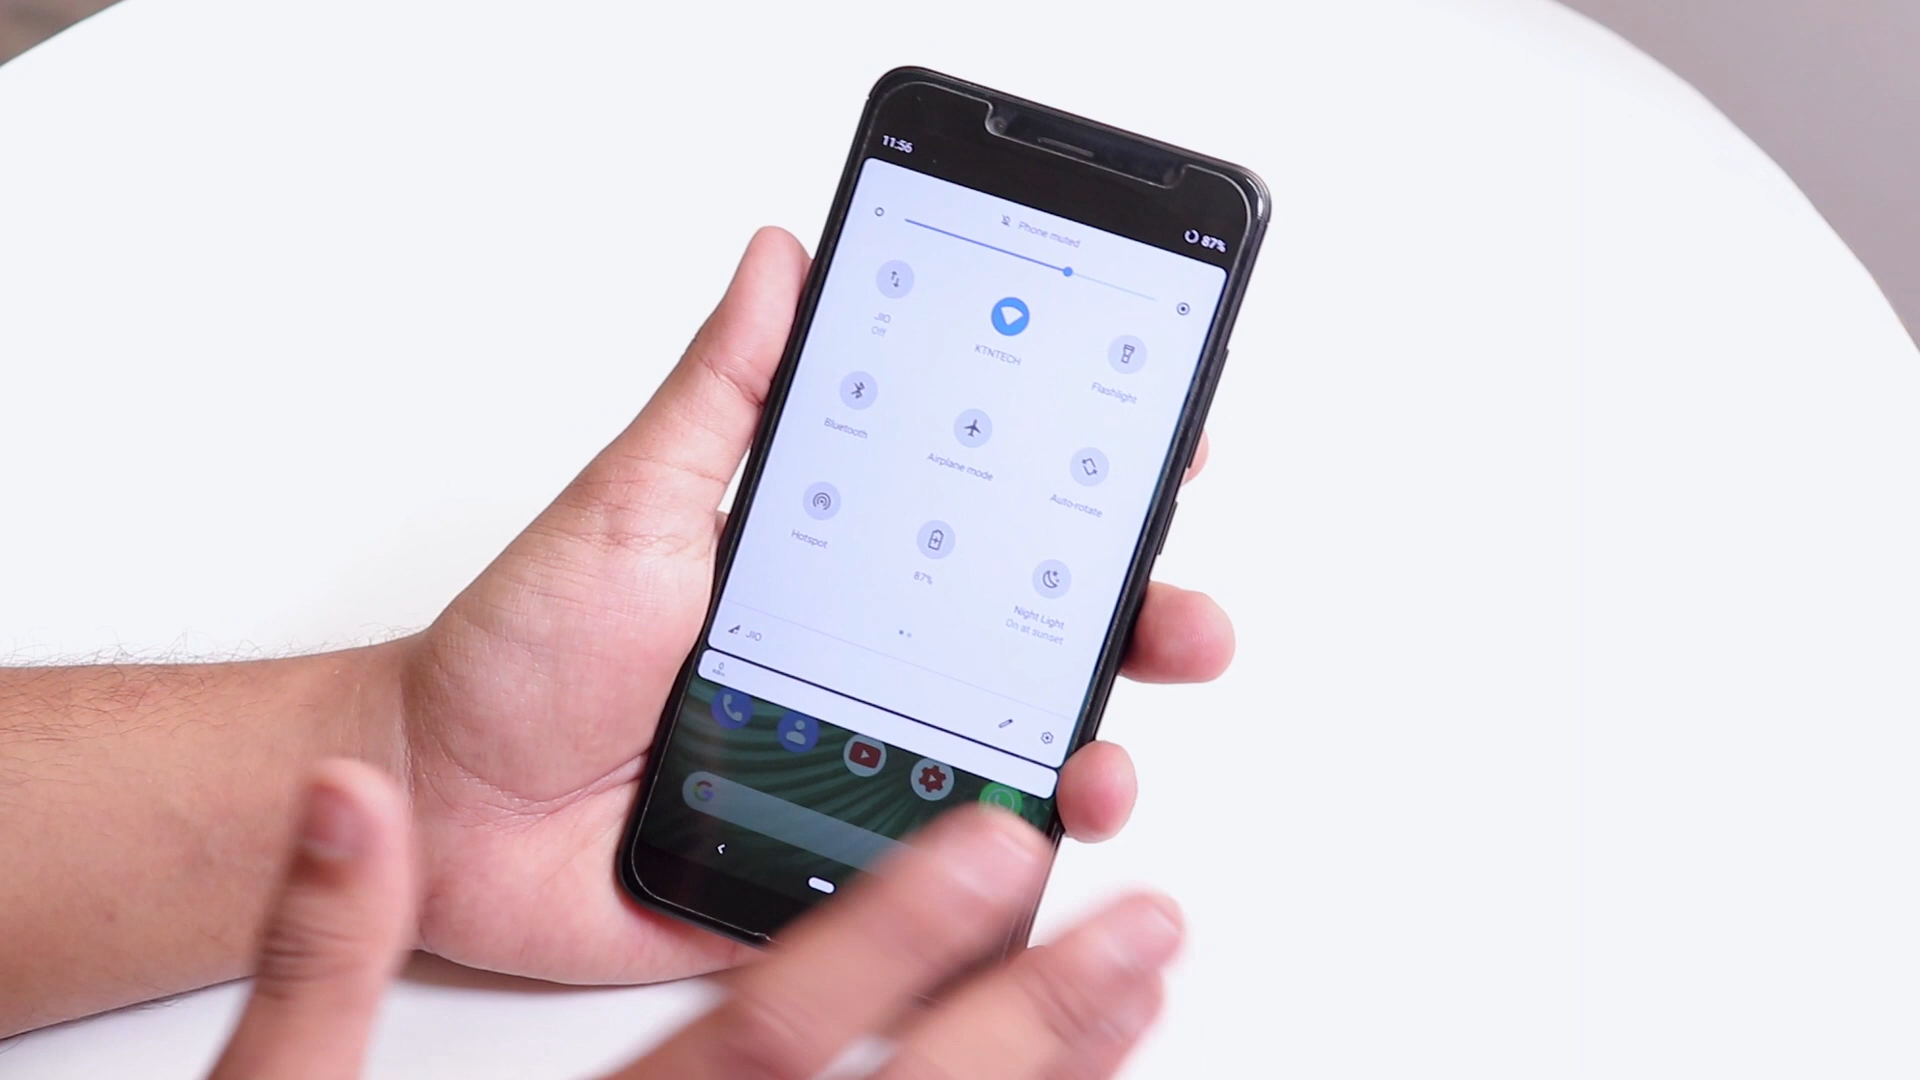 11:56
87%
Phone muted
JIO
Off
KTNTECH
Flashlight
Bluetooth
Airplane mode
Auto-rotate
Hotspot
87%
Night Light
On at sunset
JIO
0
G